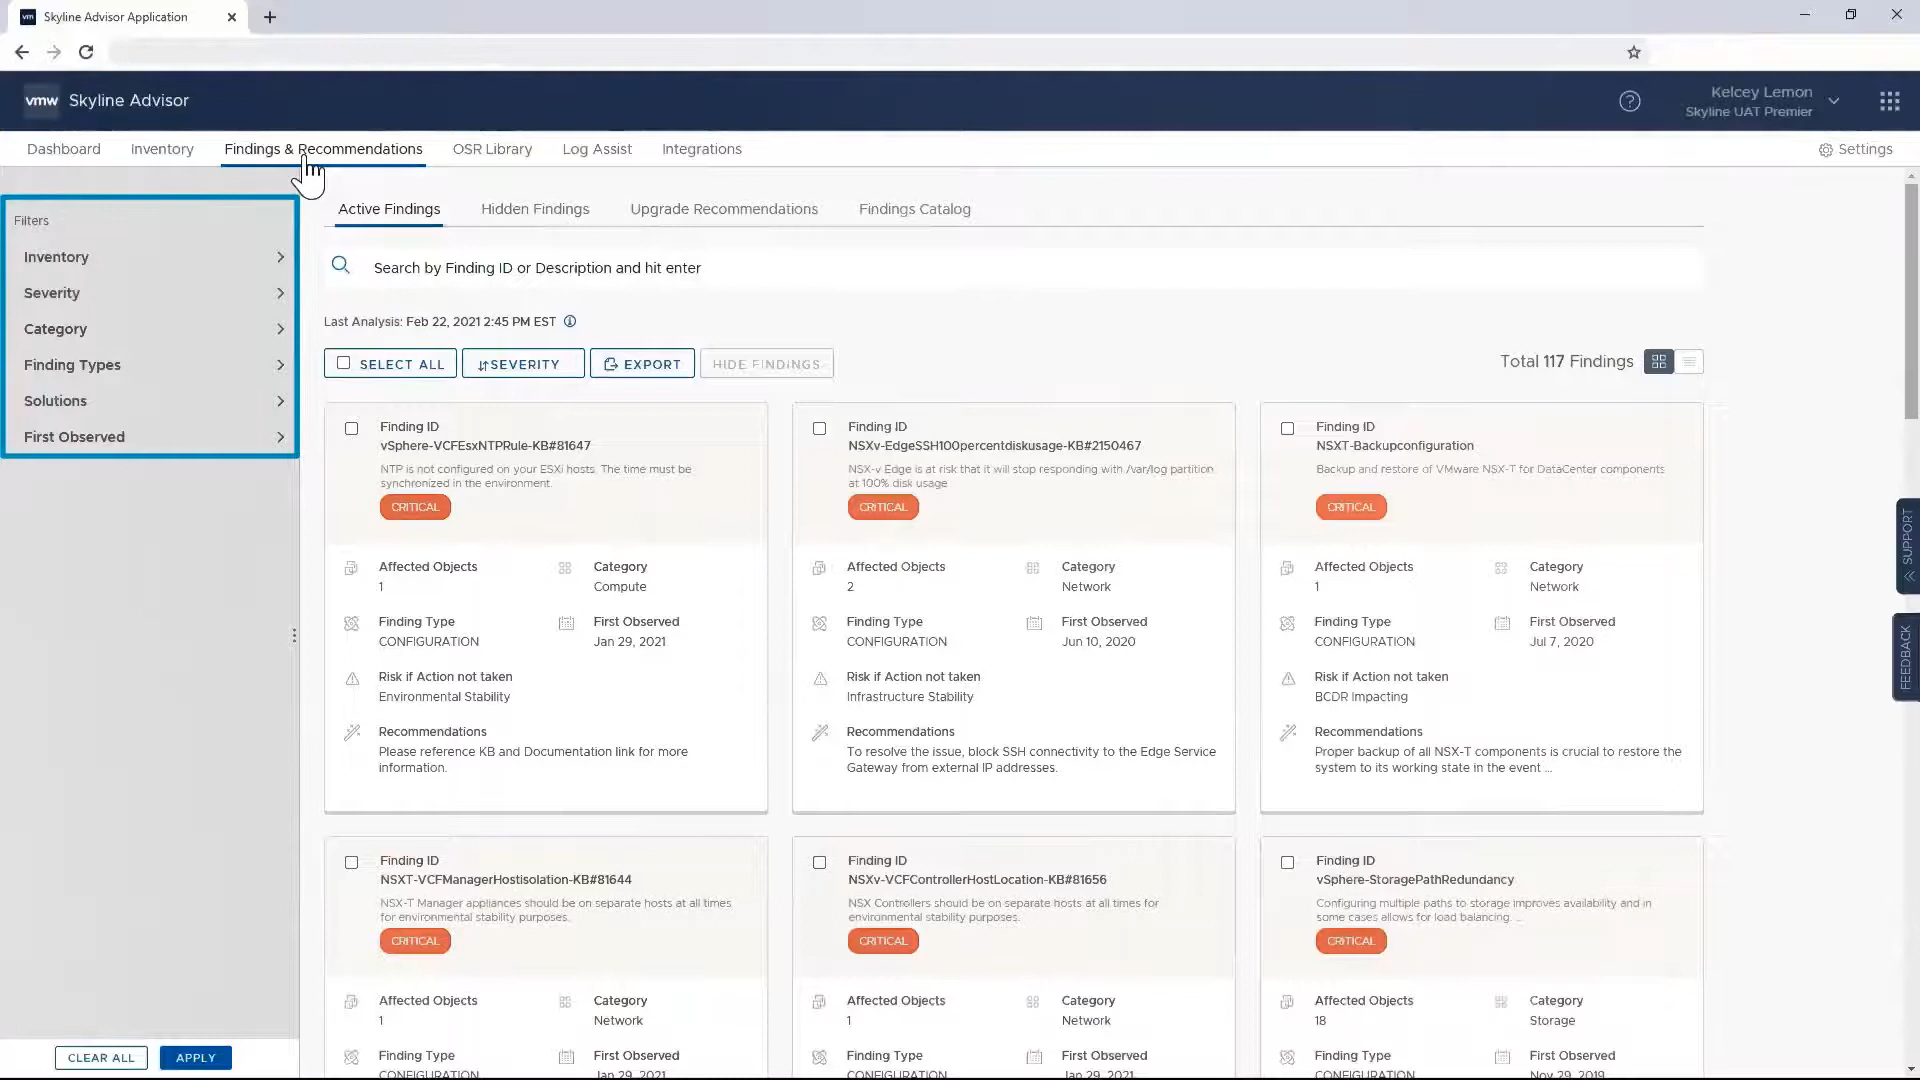 vm Skyline Advisor Application
vmw Skyline Advisor
Kelcey Lemon
Skyline UAT Premier
Dashboard Inventory Findings & Recommendations OSR Library Log Assist Integrations Settings
Filters
Inventory
Severity
Category
Finding Types
Solutions
First Observed
CLEAR ALL APPLY
Active Findings Hidden Findings Upgrade Recommendations Findings Catalog
Search by Finding ID or Description and hit enter
Last Analysis: Feb 22, 2021 2:45 PM EST
SELECT ALL SEVERITY EXPORT HIDE FINDINGS
Total 117 Findings
Finding ID
vSphere-VCFEsxNTPRule-KB#81647
NTP is not configured on your ESXi hosts. The time must be
synchronized in the environment.
CRITICAL
Affected Objects
1
Category
Compute
Finding Type
CONFIGURATION
First Observed
Jan 29, 2021
Risk if Action not taken
Environmental Stability
Recommendations
Please reference KB and Documentation link for more
information.
Finding ID
NSXv-EdgeSSH100percentdiskusage-KB#2150467
NSX-v Edge is at risk that it will stop responding with /var/log partition
at 100% disk usage
CRITICAL
Affected Objects
2
Category
Network
Finding Type
CONFIGURATION
First Observed
Jun 10, 2020
Risk if Action not taken
Infrastructure Stability
Recommendations
To resolve the issue, block SSH connectivity to the Edge Service
Gateway from external IP addresses.
Finding ID
NSXT-Backupconfiguration
Backup and restore of VMware NSX-T for DataCenter components
CRITICAL
Affected Objects
1
Category
Network
Finding Type
CONFIGURATION
First Observed
Jul 7, 2020
Risk if Action not taken
BCDR Impacting
Recommendations
Proper backup of all NSX-T components is crucial to restore the
system to its working state in the event ...
Finding ID
NSXT-VCFManagerHostisolation-KB#81644
NSX-T Manager appliances should be on separate hosts at all times
for environmental stability purposes.
CRITICAL
Affected Objects
1
Category
Network
Finding Type
CONFIGURATION
First Observed
Jan 29, 2021
Finding ID
NSXv-VCFControllerHostLocation-KB#81656
NSX Controllers should be on separate hosts at all times for
environmental stability purposes.
CRITICAL
Affected Objects
1
Category
Network
Finding Type
CONFIGURATION
First Observed
Jan 29, 2021
Finding ID
vSphere-StoragePathRedundancy
Configuring multiple paths to storage improves availability and in
some cases allows for load balancing. ...
CRITICAL
Affected Objects
18
Category
Storage
Finding Type
CONFIGURATION
First Observed
Nov 29, 2019
SUPPORT
FEEDBACK